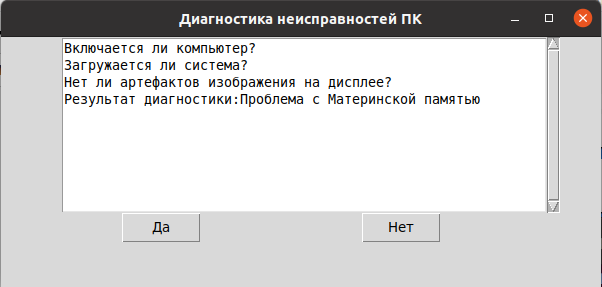 Диагностика неисправностей ПК
Включается ли компьютер?
Загружается ли система?
Нет ли артефактов изображения на дисплее?
Результат диагностики:Проблема с Материнской памятью
Да
Нет